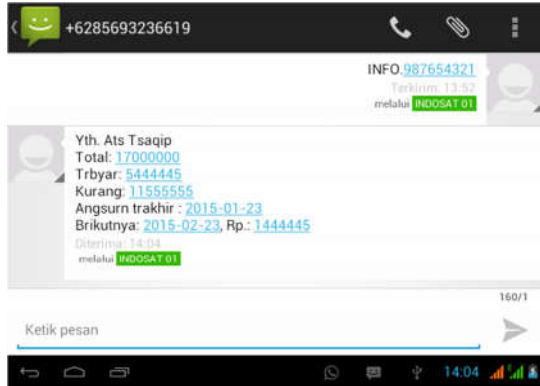 +6285693236619
INFO.987654321
Terkirim: 13:52
melalui INDOSAT 01
Yth. Ats Tsaqip
Total: 17000000
Trbyar: 5444445
Kurang: 11555555
Angsurn trakhir : 2015-01-23
Brikutnya: 2015-02-23, Rp.: 1444445
Diterima: 14:04
melalui INDOSAT 01
160/1
Ketik pesan
14:04